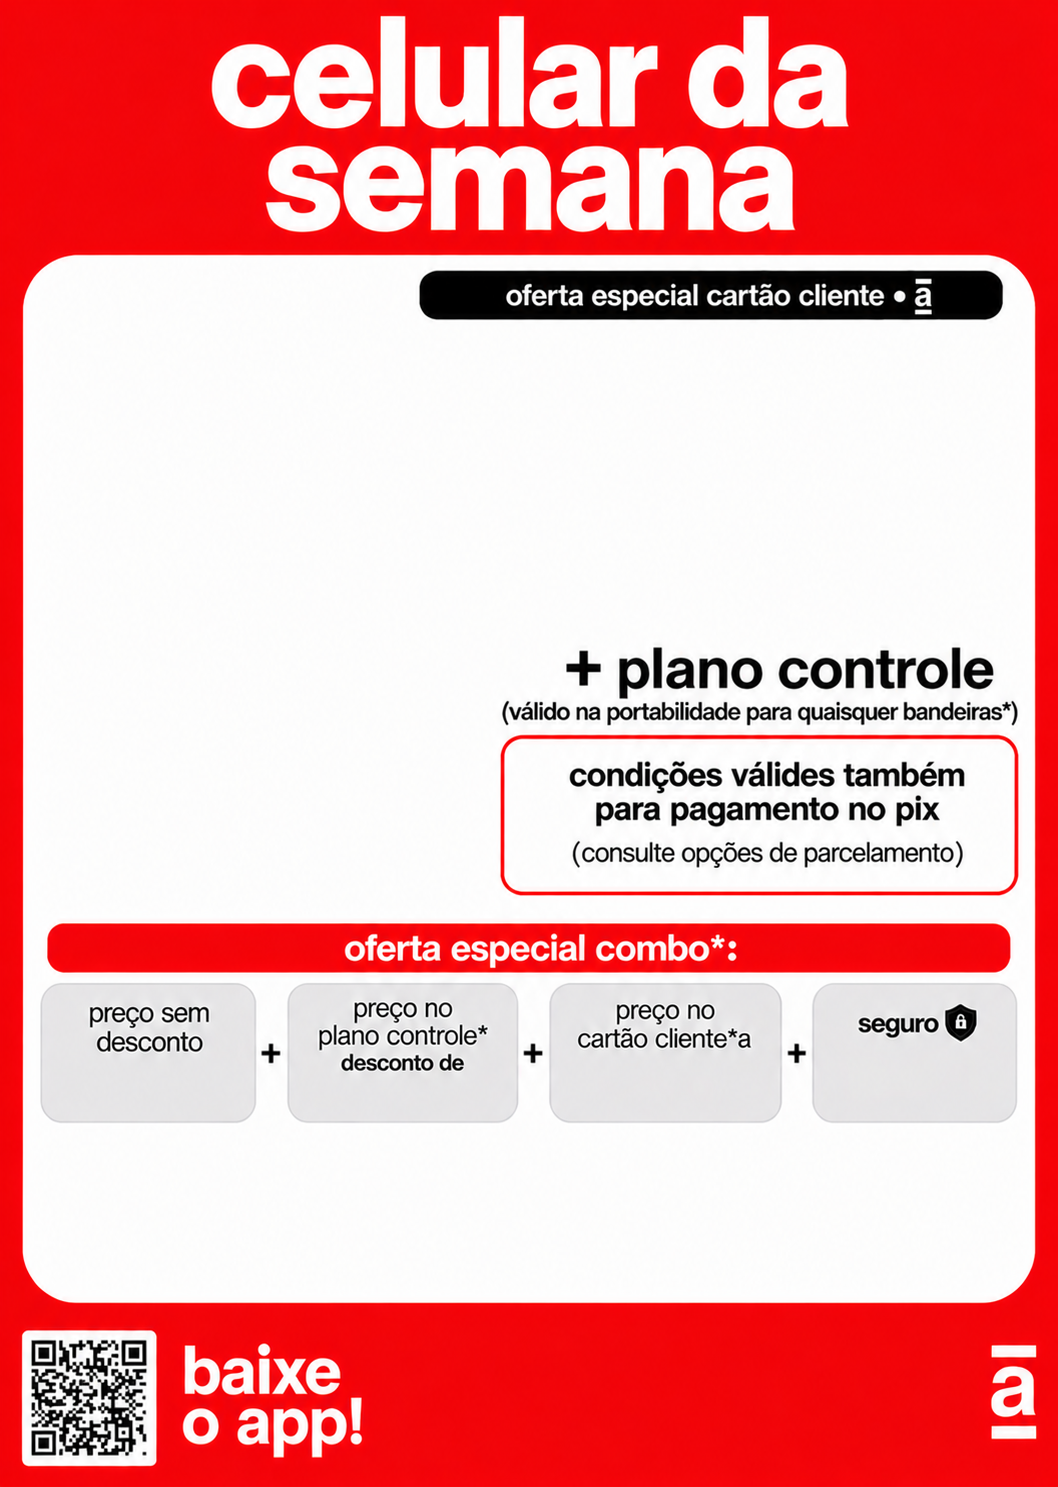 celular da
semana
oferta especial cartão cliente • a
+ plano controle
(válido na portabilidade para quaisquer bandeiras*)
condições válides também
para pagamento no pix
(consulte opções de parcelamento)
oferta especial combo*:
preço sem
desconto
+
preço no
plano controle*
desconto de
+
preço no
cartão cliente*a
+
seguro
baixe
o app!
a